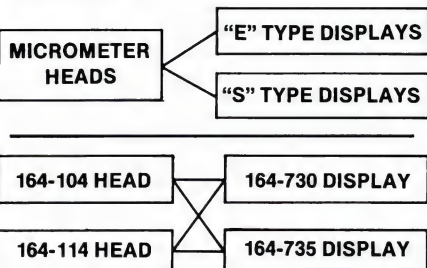 MICROMETER
HEADS
“E” TYPE DISPLAYS
“S” TYPE DISPLAYS
164-104 HEAD
164-730 DISPLAY
164-114 HEAD
164-735 DISPLAY